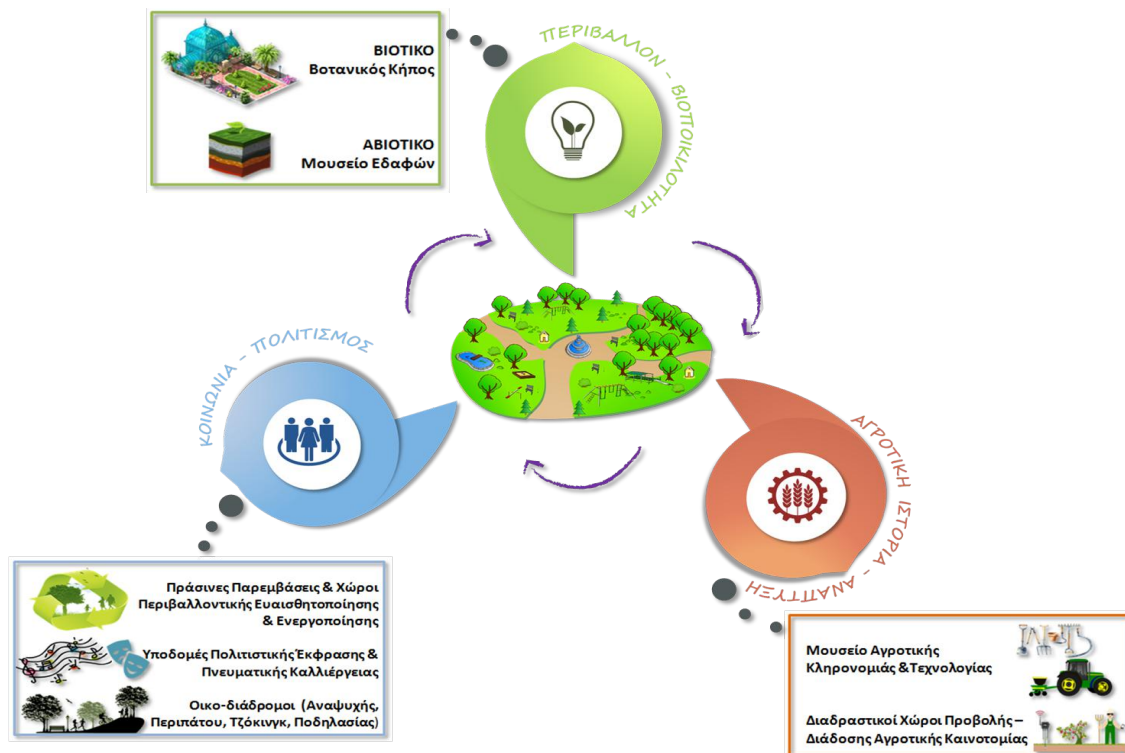 ΒΙΟΤΙΚΟ
Βοτανικός Κήπος
ΑΒΙΟΤΙΚΟ
Μουσείο Εδαφών
ΠΕΡΙΒΑΛΛΟΝ - ΒΙΟΠΟΙΚΙΛΟΤΗΤΑ
ΚΟΙΝΩΝΙΑ - ΠΟΛΙΤΙΣΜΟΣ
ΑΓΡΟΤΙΚΗ ΙΣΤΟΡΙΑ - ΑΝΑΠΤΥΞΗ
Πράσινες Παρεμβάσεις & Χώροι
Περιβαλλοντικής Ευαισθητοποίησης
& Ενεργοποίησης
Υποδομές Πολιτιστικής Έκφρασης &
Πνευματικής Καλλιέργειας
Οικο-διάδρομοι (Αναψυχής,
Περιπάτου, Τζόκινγκ, Ποδηλασίας)
Μουσείο Αγροτικής
Κληρονομιάς &Τεχνολογίας
Διαδραστικοί Χώροι Προβολής –
Διάδοσης Αγροτικής Καινοτομίας